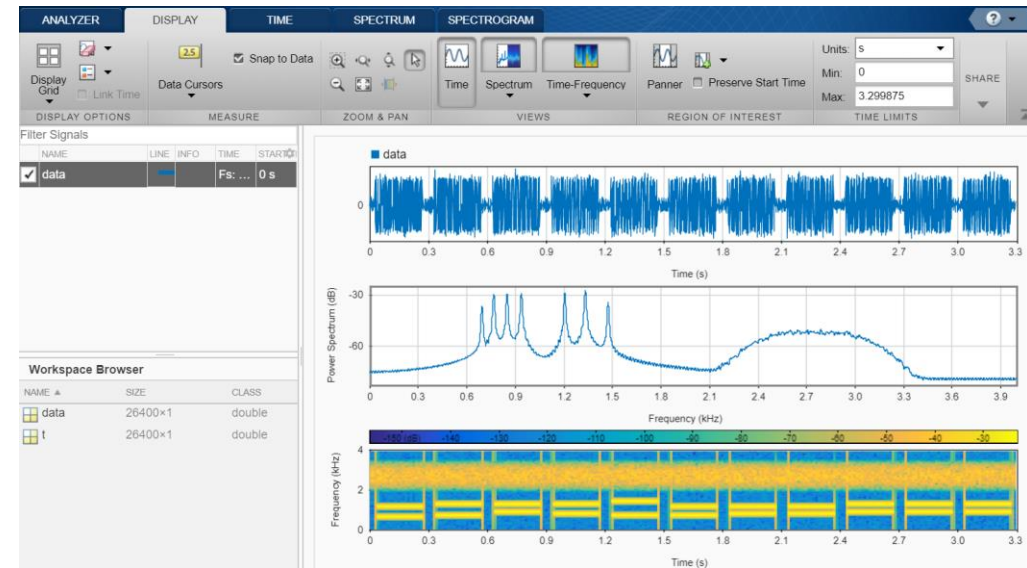 ANALYZER DISPLAY TIME SPECTRUM SPECTROGRAM ?
Display Grid
Link Time
DISPLAY OPTIONS
2.5
Data Cursors
Snap to Data
MEASURE
ZOOM & PAN
Time Spectrum Time-Frequency
VIEWS
Panner Preserve Start Time
REGION OF INTEREST
Units: s
Min: 0
Max: 3.299875
TIME LIMITS
SHARE
Filter Signals
NAME LINE INFO TIME START
data Fs: ... 0 s
Workspace Browser
NAME SIZE CLASS
data 26400×1 double
t 26400×1 double
data
0
0 0.3 0.6 0.9 1.2 1.5 1.8 2.1 2.4 2.7 3.0 3.3
Time (s)
Power Spectrum (dB)
-30
-60
0 0.3 0.6 0.9 1.2 1.5 1.8 2.1 2.4 2.7 3.0 3.3 3.6 3.9
Frequency (kHz)
-150 (dB) -140 -130 -120 -110 -100 -90 -80 -70 -60 -50 -40 -30
Frequency (kHz)
4
2
0
0 0.3 0.6 0.9 1.2 1.5 1.8 2.1 2.4 2.7 3.0 3.3
Time (s)